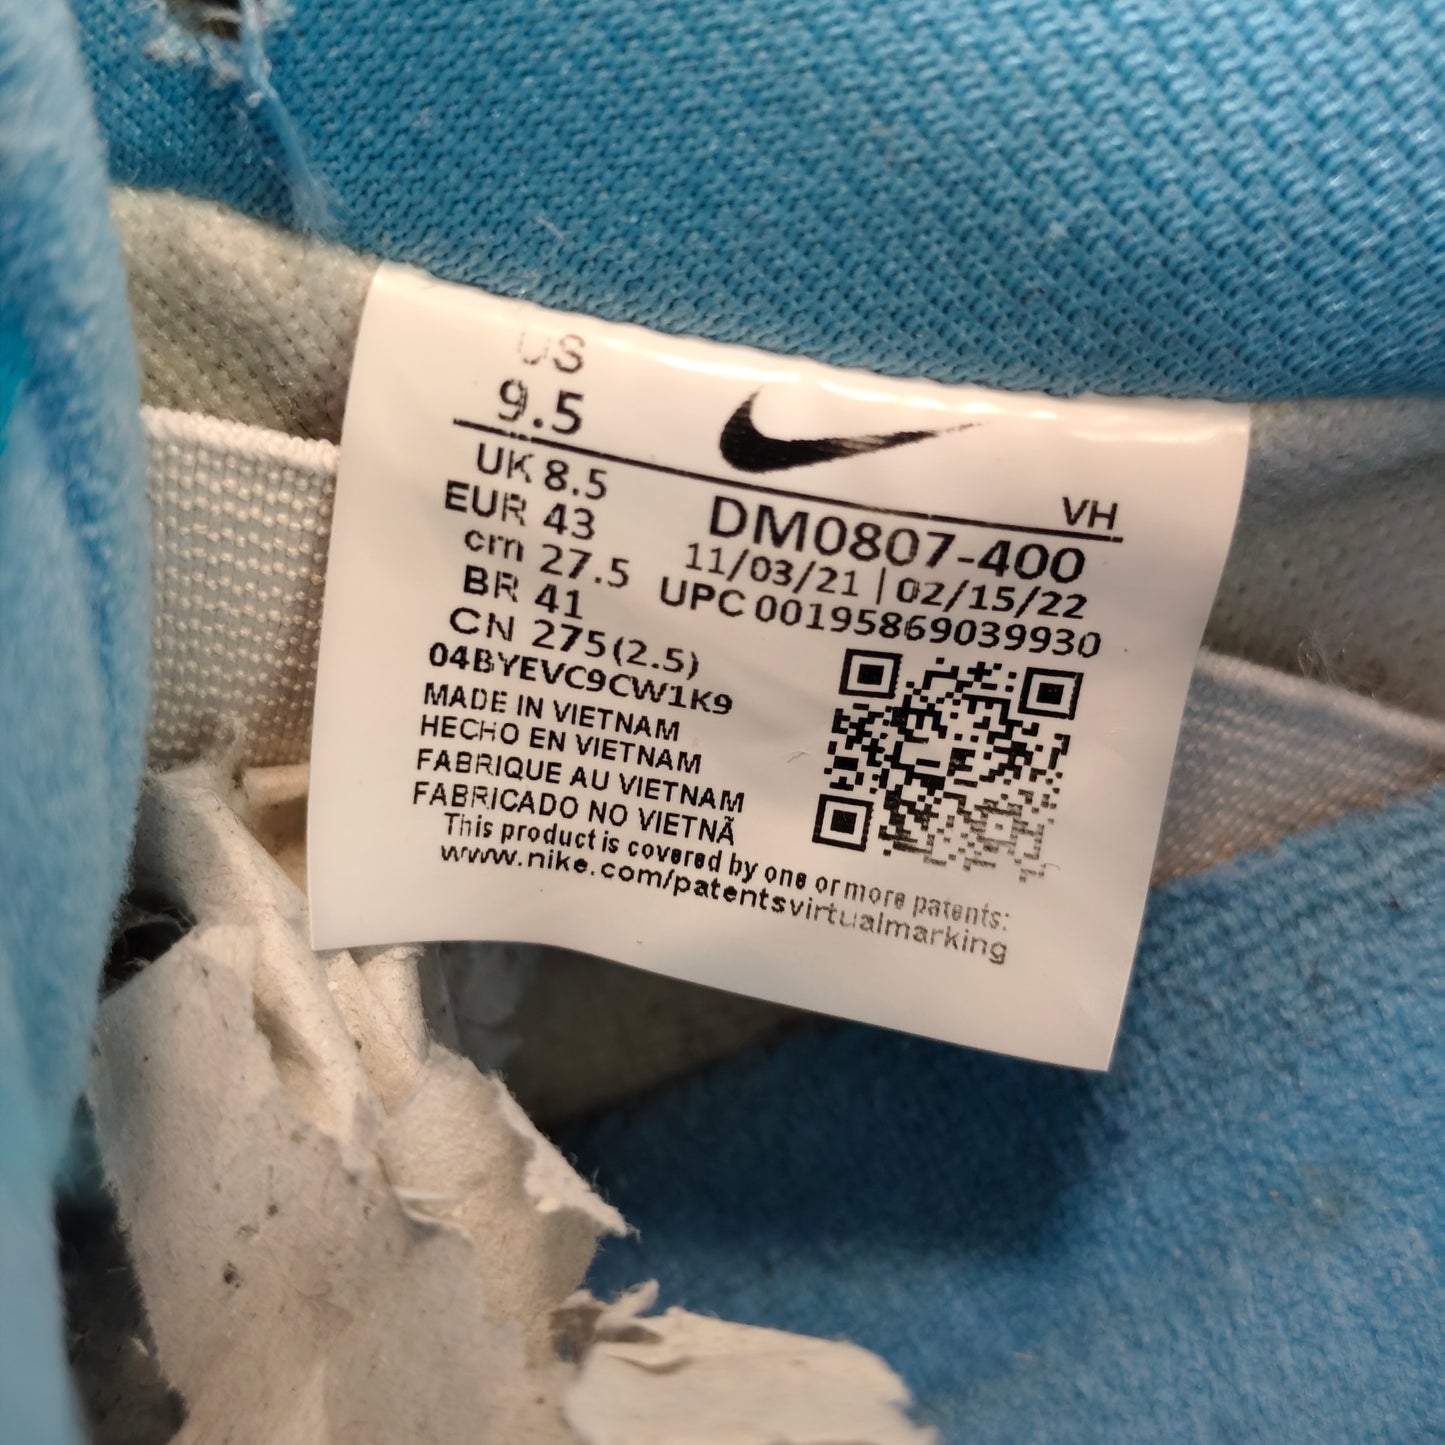 US
9.5
VH
UK 8.5
EUR 43
cm 27.5
BR 41
CN 275(2.5)
DM0807-400
11/03/21 | 02/15/22
UPC 00195869039930
04BYEVC9CW1K9
MADE IN VIETNAM
HECHO EN VIETNAM
FABRIQUE AU VIETNAM
FABRICADO NO VIETNÃ
This product is covered by one or more patents:
www.nike.com/patentsvirtualmarking